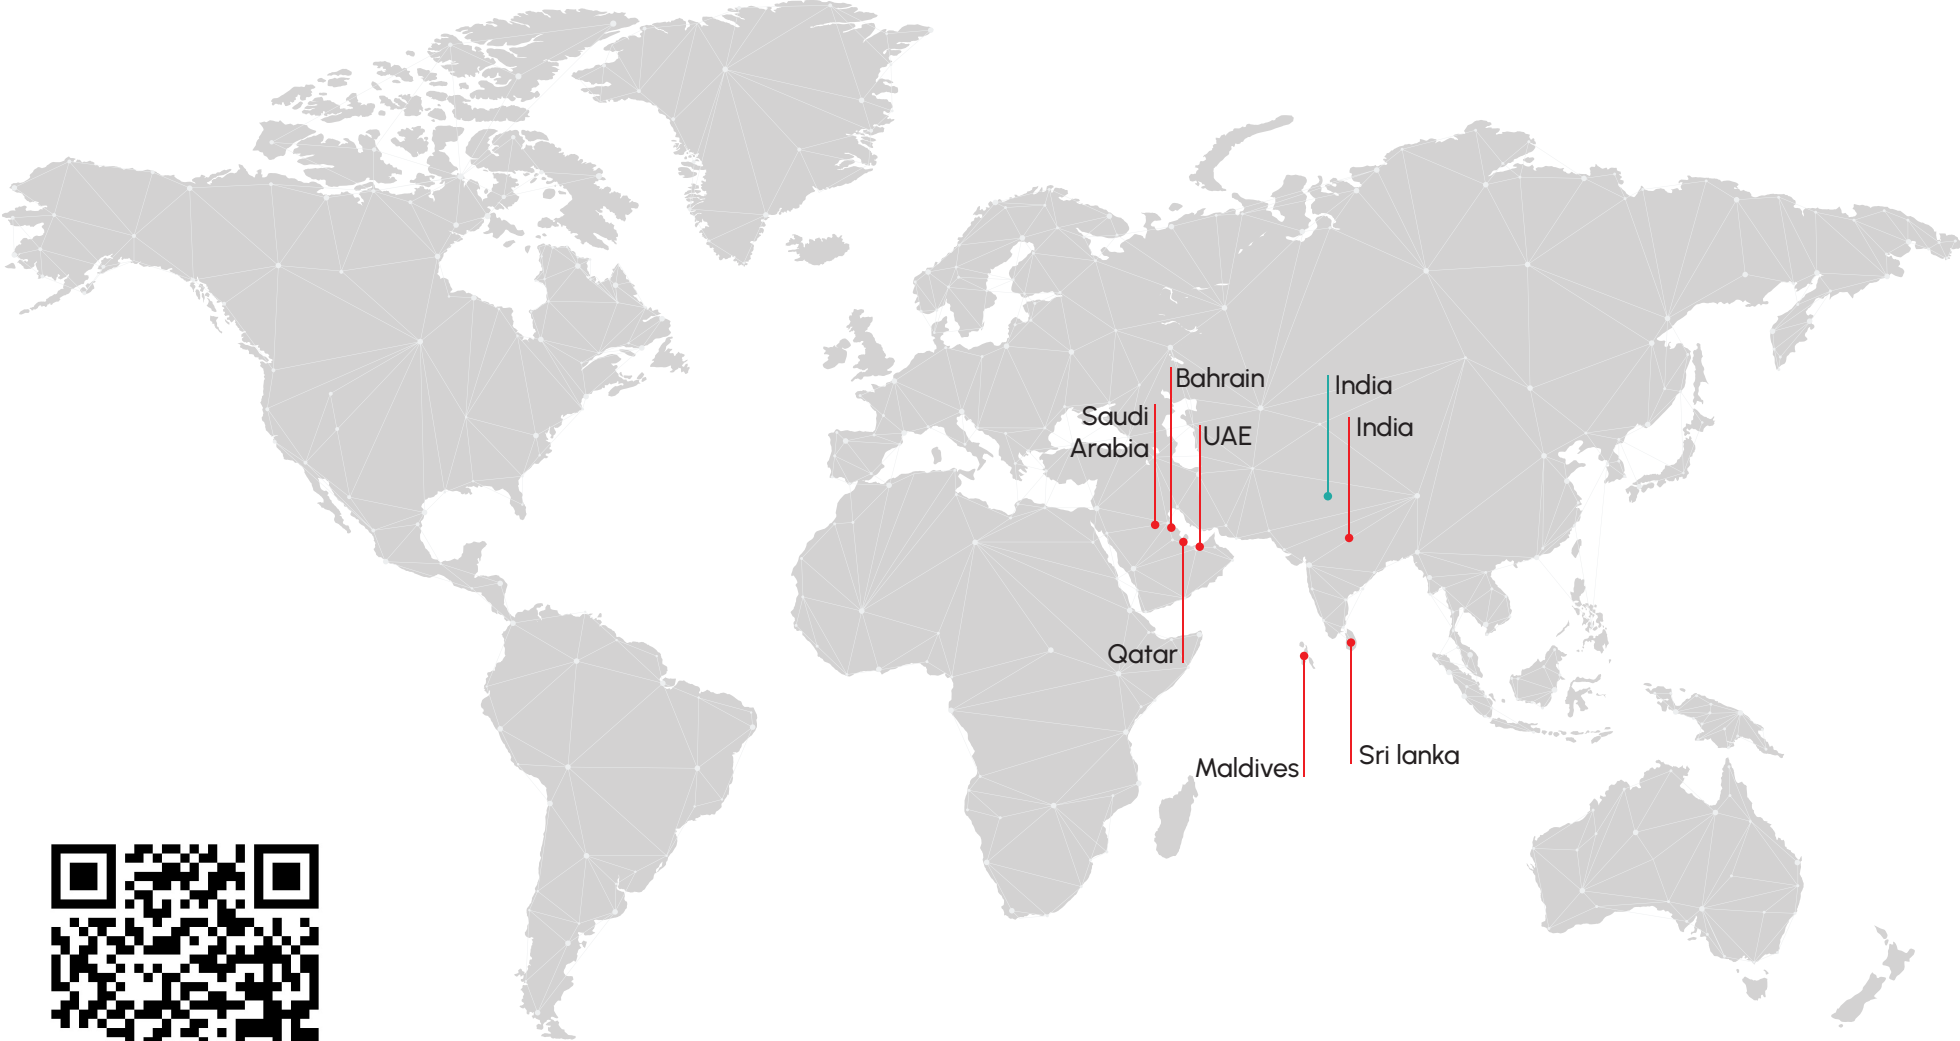 Bahrain
India
Saudi
Arabia
UAE
India
Qatar
Maldives
Sri lanka